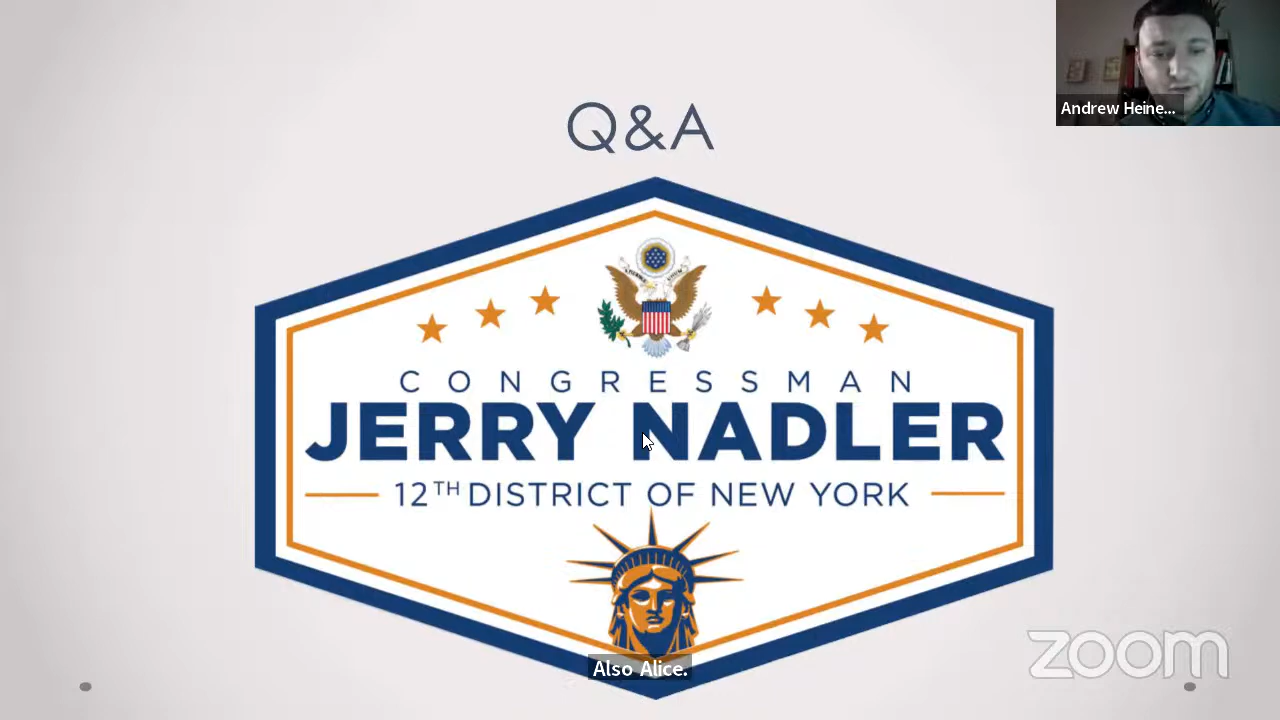 Q&A
Andrew Heine...
CONGRESSMAN
JERRY NADLER
12TH DISTRICT OF NEW YORK
Also Alice.
zoom